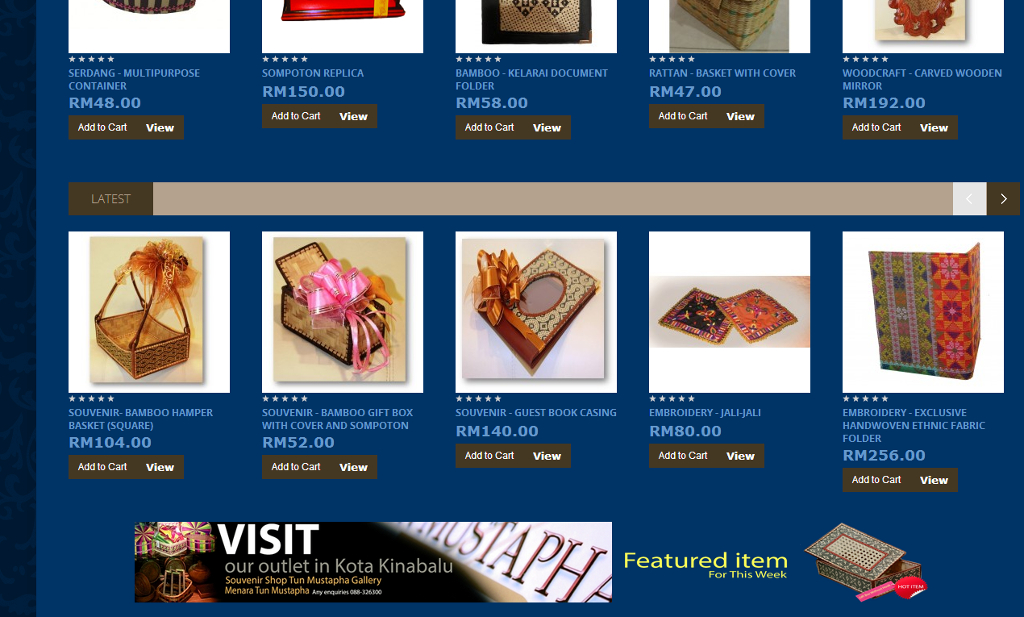 SERDANG - MULTIPURPOSE
CONTAINER
RM48.00
Add to Cart View
SOMPOTON REPLICA
RM150.00
Add to Cart View
BAMBOO - KELARAI DOCUMENT
FOLDER
RM58.00
Add to Cart View
RATTAN - BASKET WITH COVER
RM47.00
Add to Cart View
WOODCRAFT - CARVED WOODEN
MIRROR
RM192.00
Add to Cart View
LATEST
SOUVENIR- BAMBOO HAMPER
BASKET (SQUARE)
RM104.00
Add to Cart View
SOUVENIR - BAMBOO GIFT BOX
WITH COVER AND SOMPOTON
RM52.00
Add to Cart View
SOUVENIR - GUEST BOOK CASING
RM140.00
Add to Cart View
EMBROIDERY - JALI-JALI
RM80.00
Add to Cart View
EMBROIDERY - EXCLUSIVE
HANDWOVEN ETHNIC FABRIC
FOLDER
RM256.00
Add to Cart View
VISIT
our outlet in Kota Kinabalu
Souvenir Shop Tun Mustapha Gallery
Menara Tun Mustapha Any enquiries 088-326300
MUSTAPHA
Featured item
For This Week
HOT ITEM